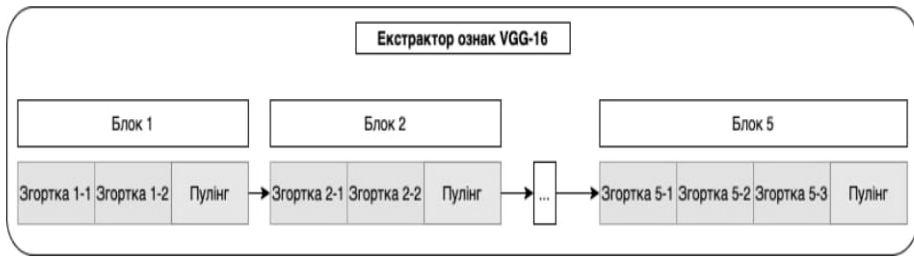 Екстрактор ознак VGG-16
Блок 1 Блок 2 Блок 5
Згортка 1-1 Згортка 1-2 Пулінг Згортка 2-1 Згортка 2-2 Пулінг ... Згортка 5-1 Згортка 5-2 Згортка 5-3 Пулінг